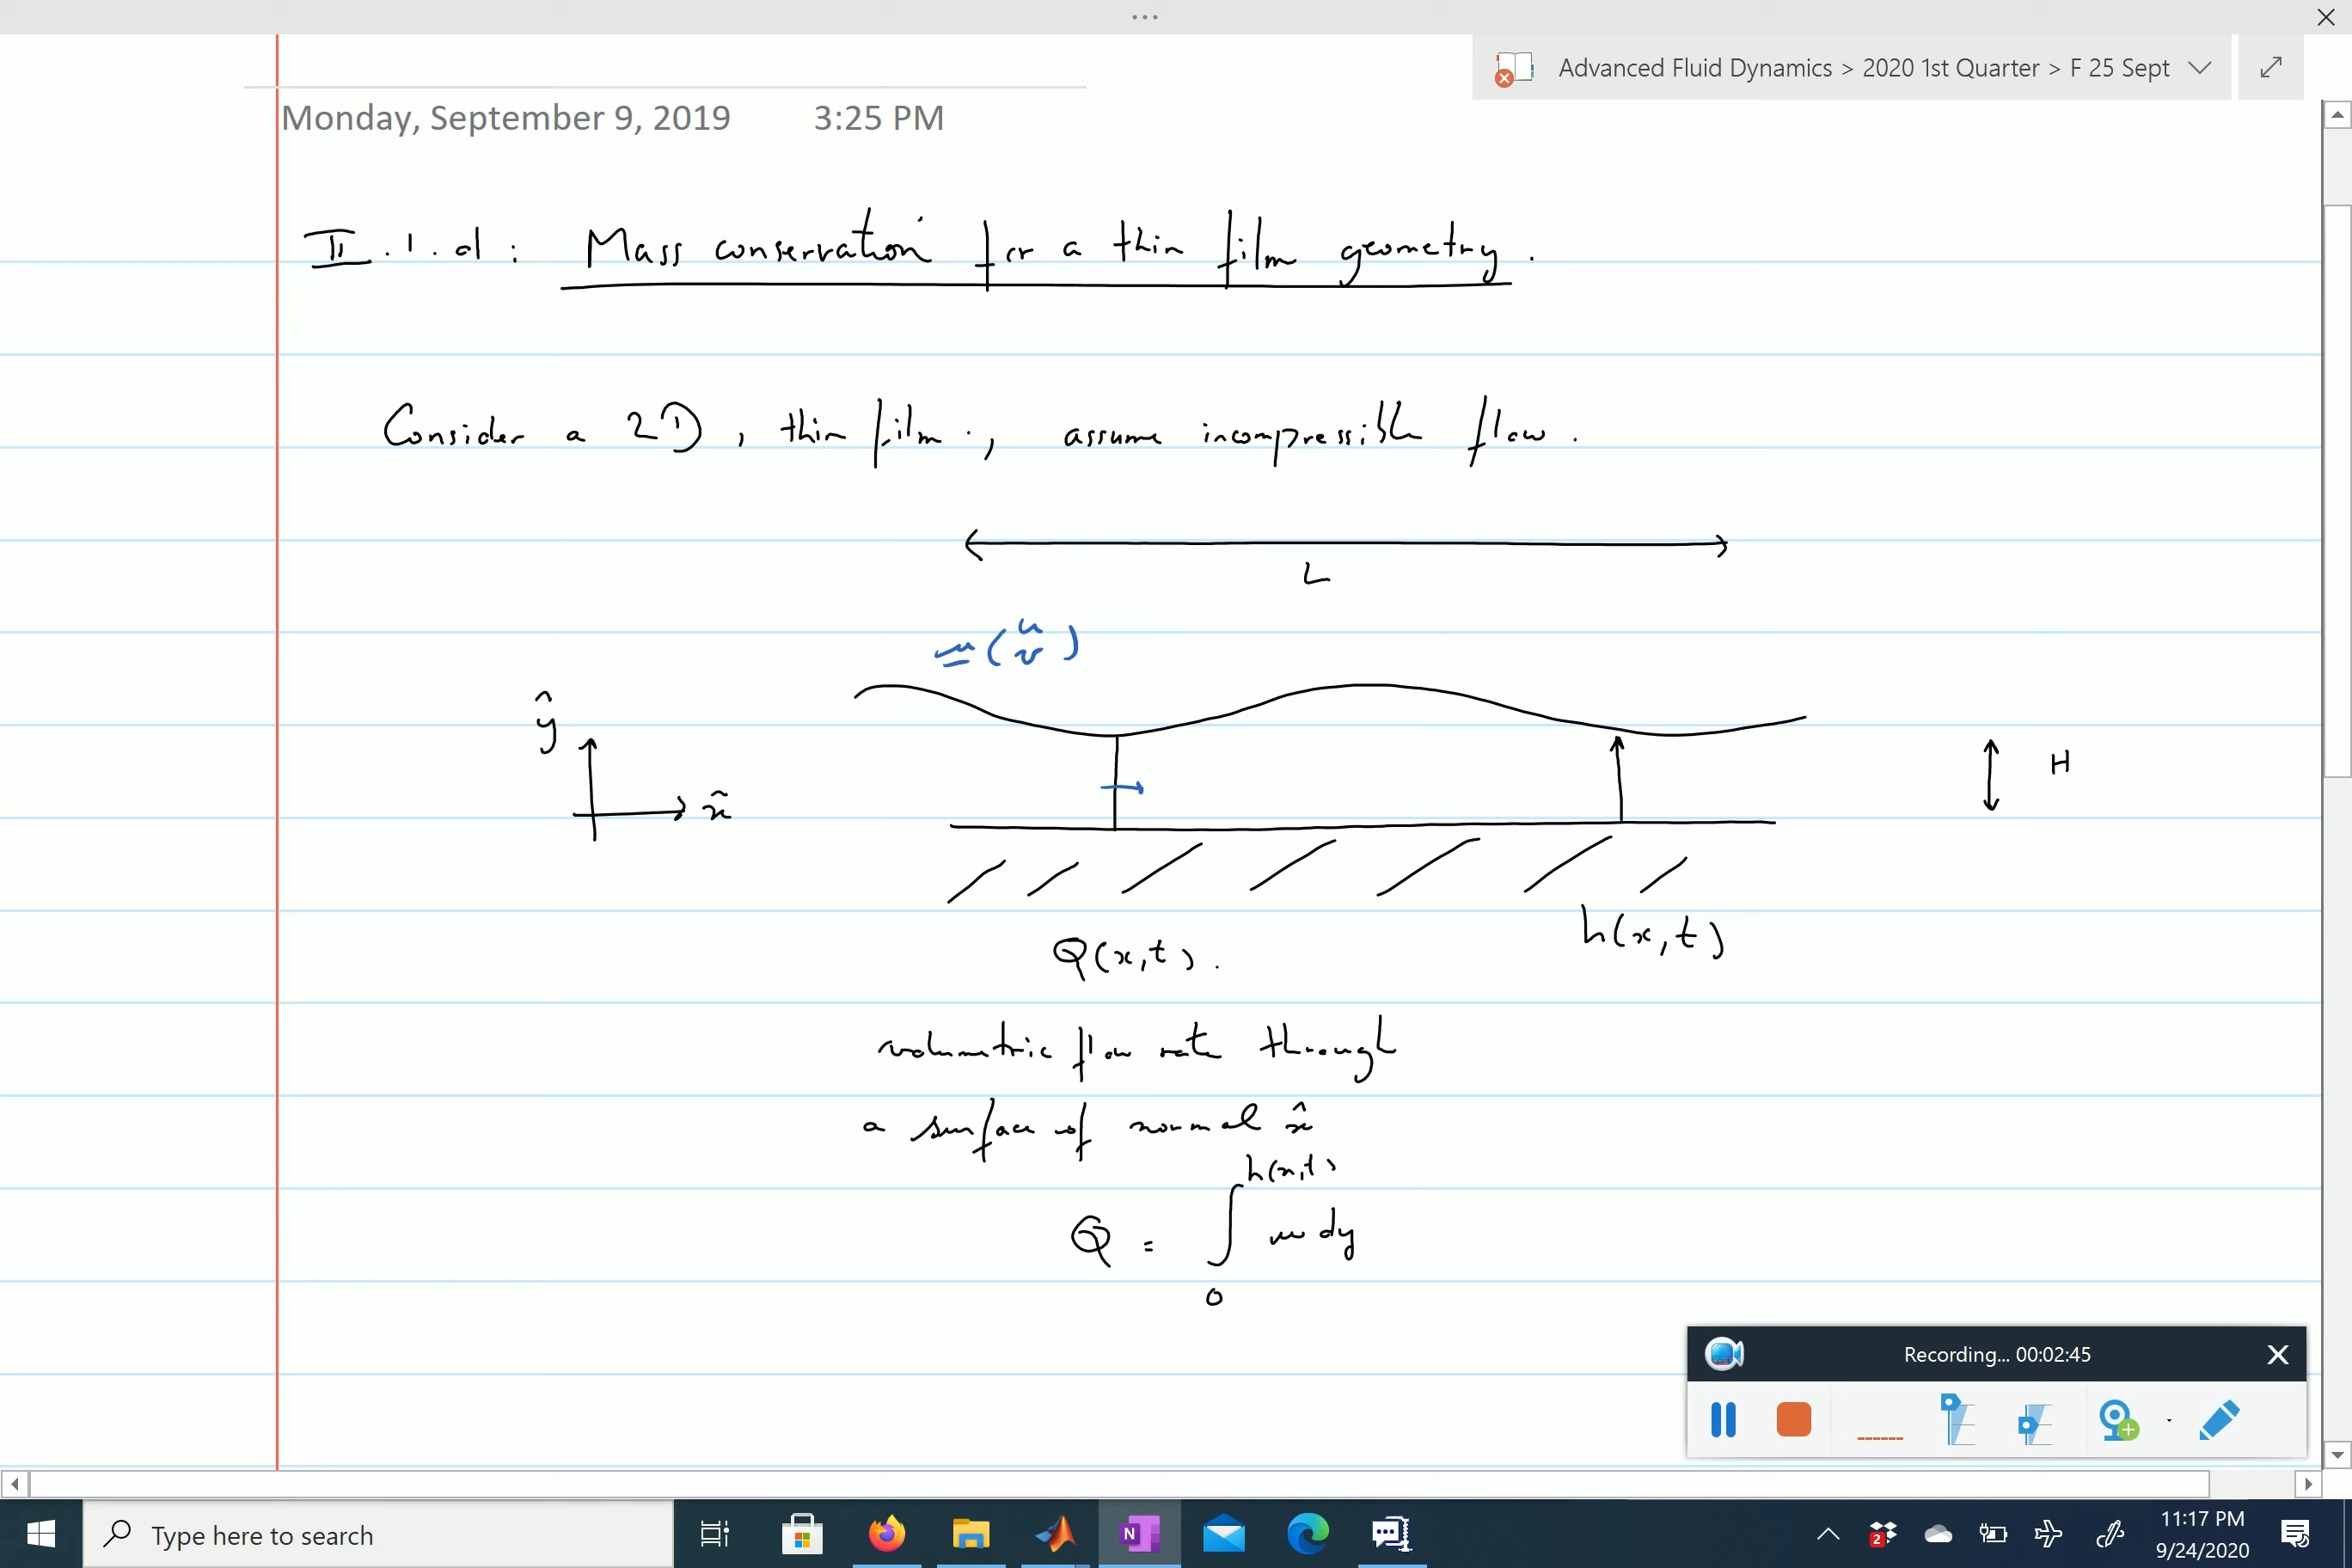 Advanced Fluid Dynamics > 2020 1st Quarter > F 25 Sept
Monday, September 9, 2019 3:25 PM
II.1.d: Mass conservation for a thin film geometry.
Consider a 2D, thin film, assume incompressible flow.
L
u (u v)
ŷ
x̂
H
h(x,t)
Q(x,t).
volumetric flow rate through
a surface of normal x̂
h(x,t)
Q = ∫ u dy
0
Recording... 00:02:45
Type here to search
N
2
11:17 PM
9/24/2020